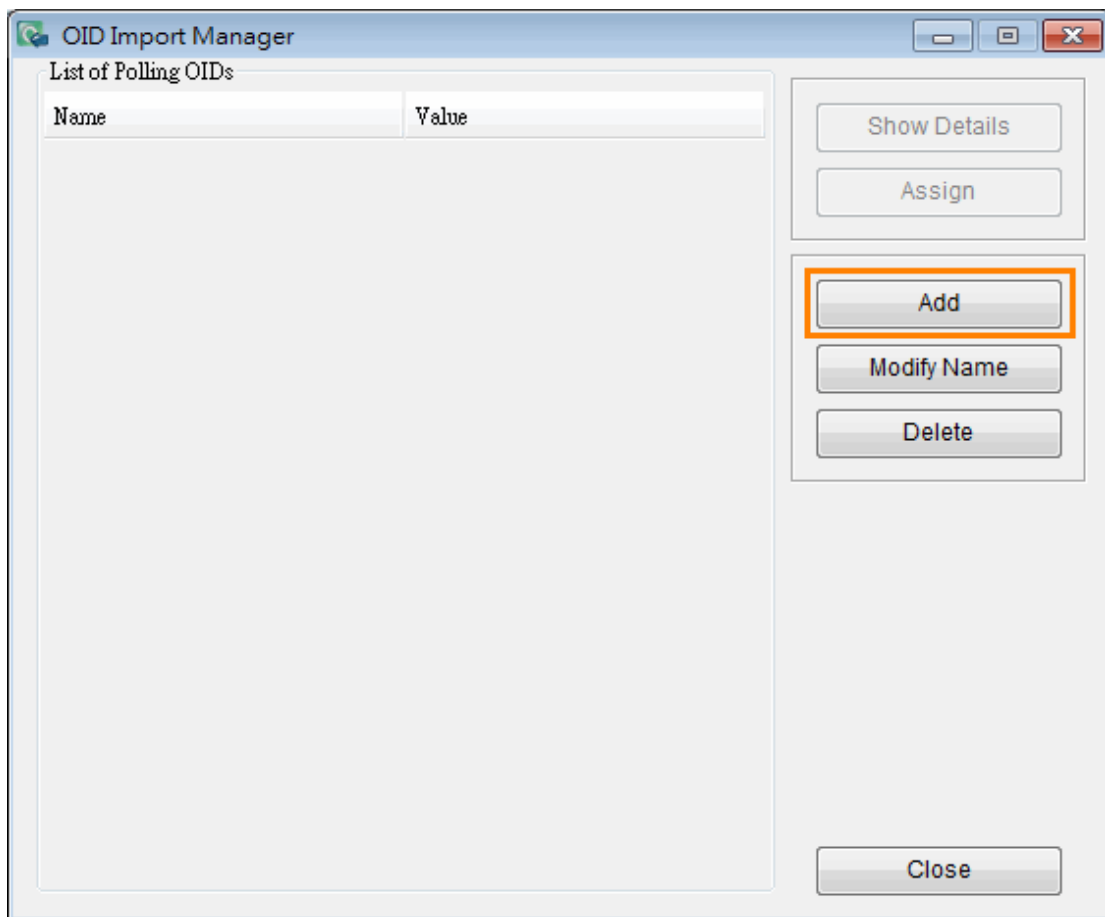 OID Import Manager
List of Polling OIDs
Name Value
Show Details
Assign
Add
Modify Name
Delete
Close